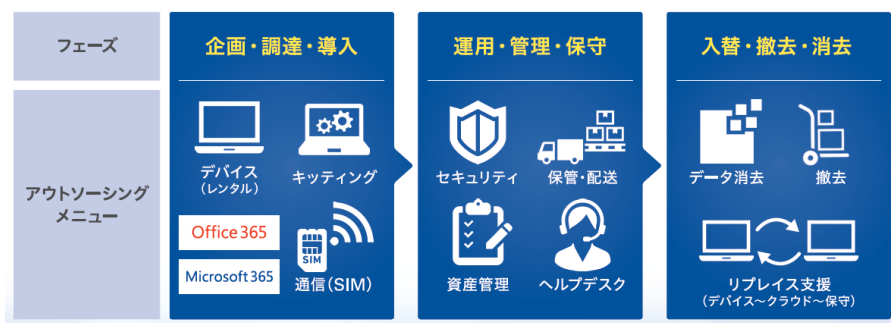 フェーズ
企画・調達・導入
運用・管理・保守
入替・撤去・消去
アウトソーシング
メニュー
デバイス
（レンタル）
キッティング
Office 365
Microsoft 365
SIM
通信（SIM）
セキュリティ
保管・配送
資産管理
ヘルプデスク
データ消去
撤去
リプレイス支援
（デバイス～クラウド～保守）